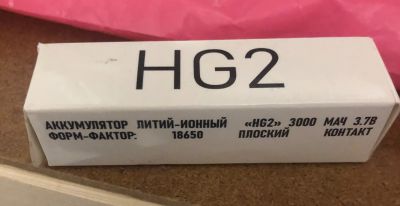 HG2
АККУМУЛЯТОР ЛИТИЙ-ИОННЫЙ «HG2» 3000 МАЧ 3.7В
ФОРМ-ФАКТОР: 18650 ПЛОСКИЙ КОНТАКТ